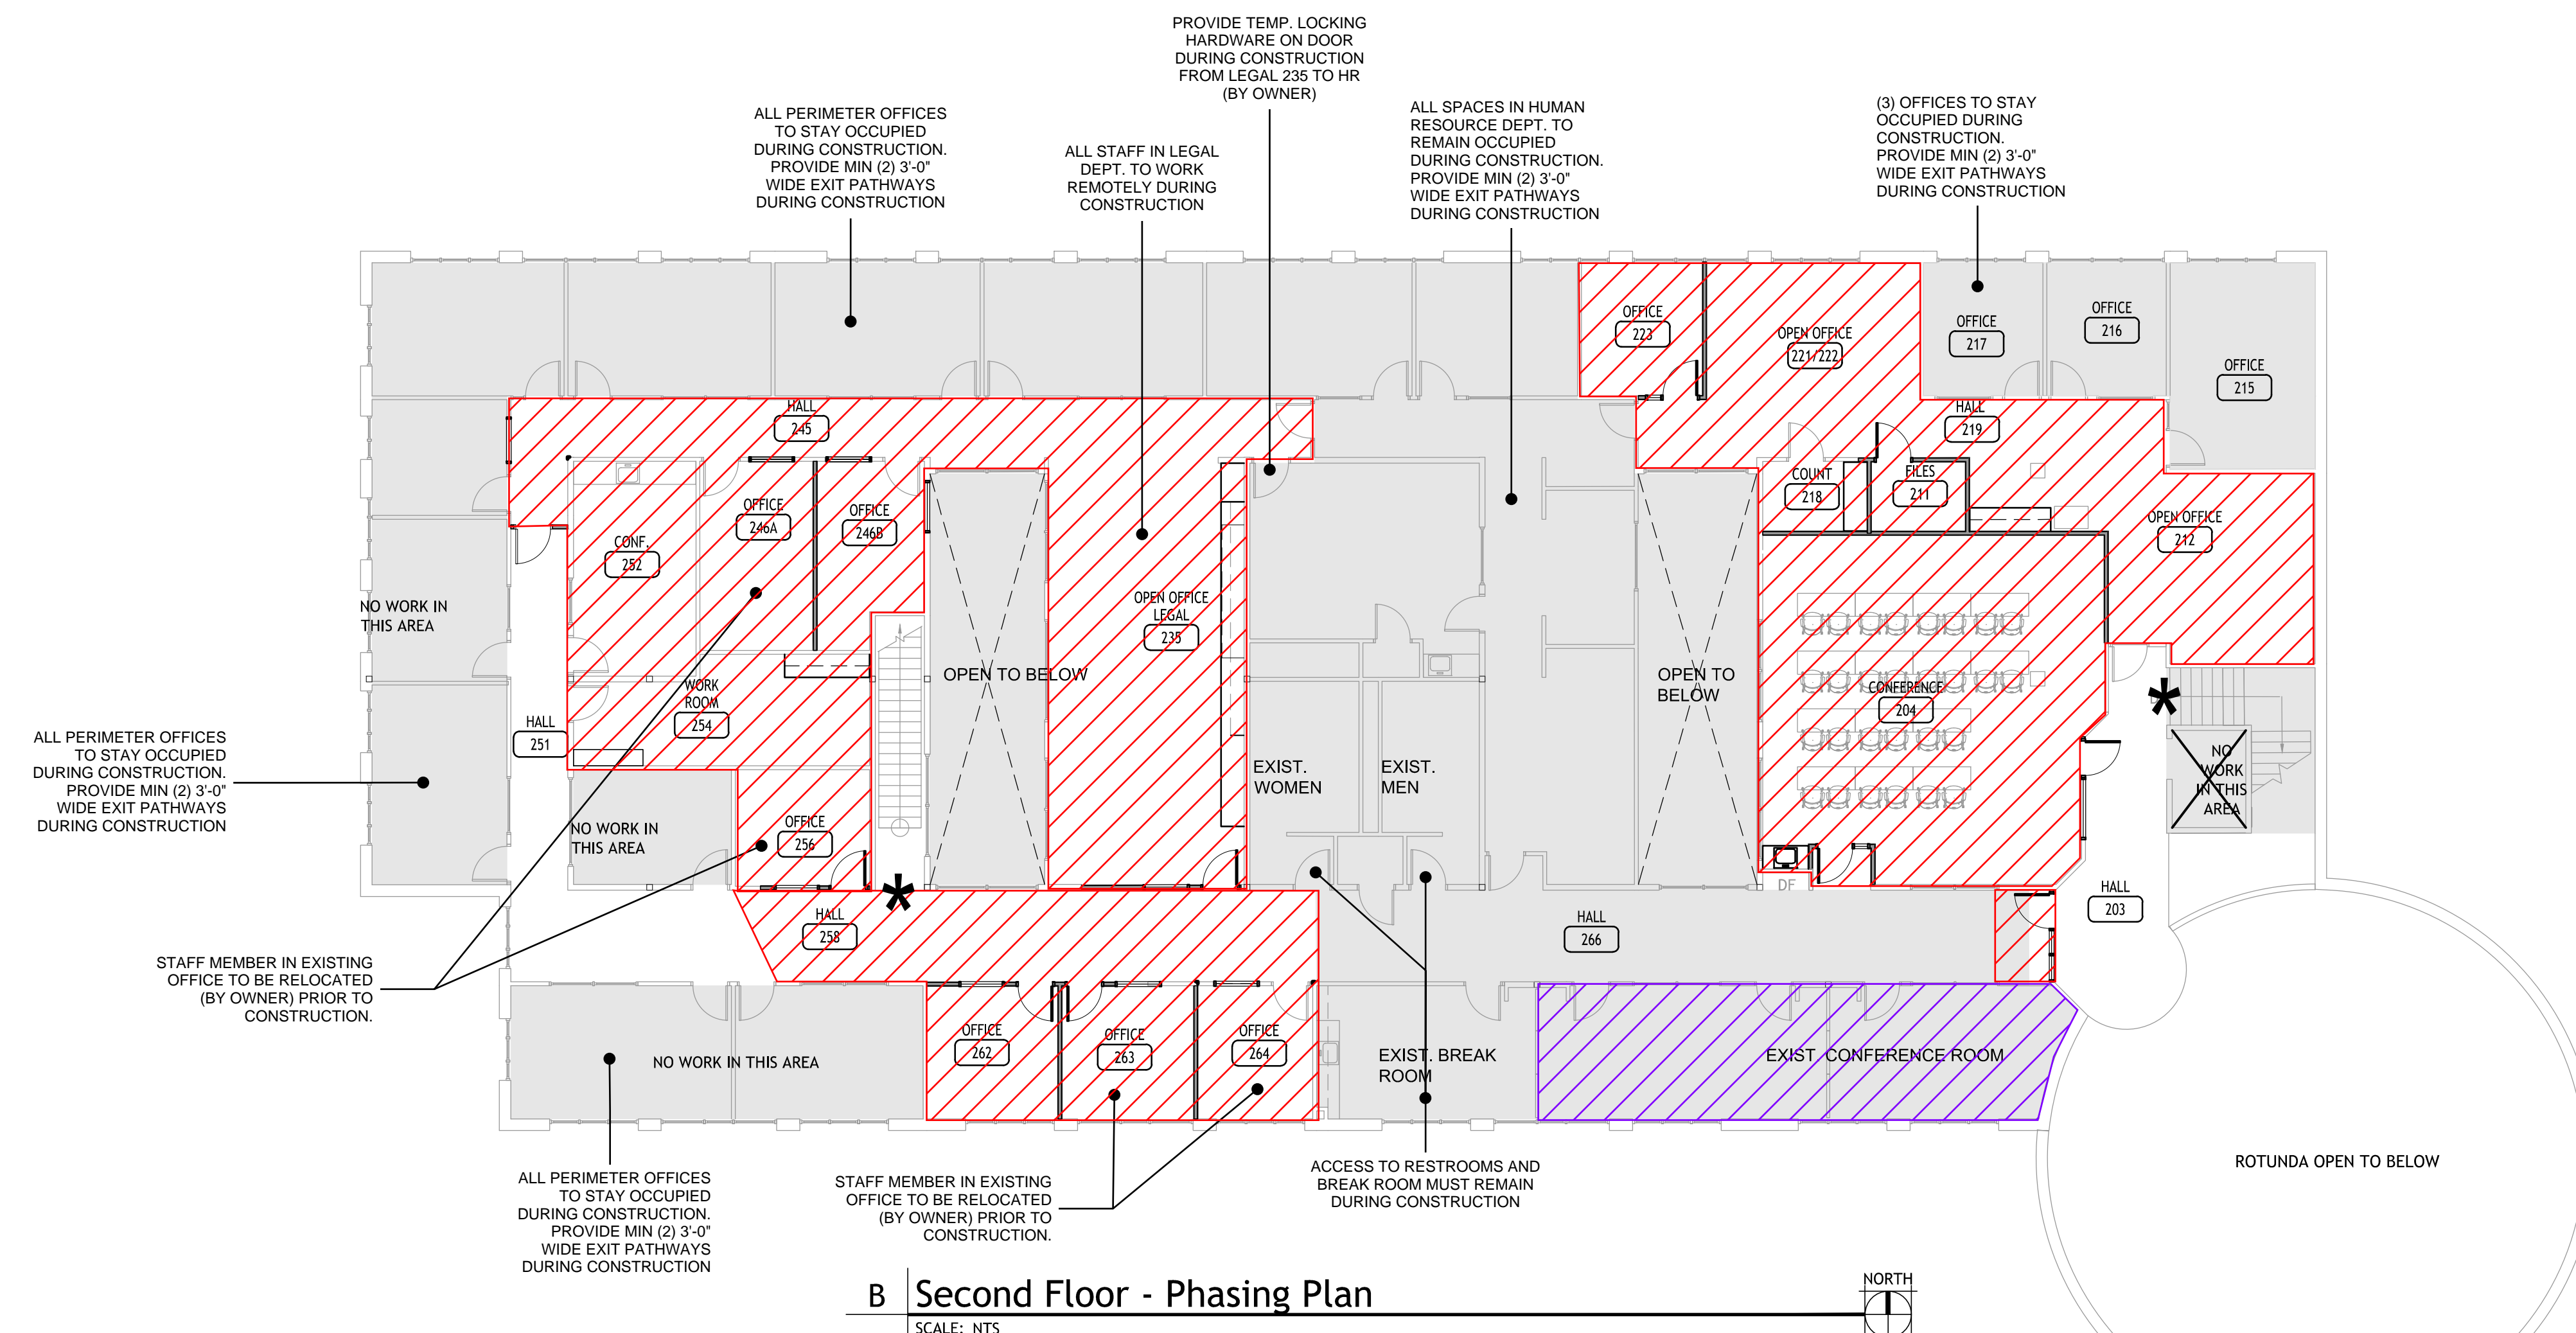 PROVIDE TEMP. LOCKING
HARDWARE ON DOOR
DURING CONSTRUCTION
FROM LEGAL 235 TO HR
(BY OWNER)
ALL PERIMETER OFFICES
TO STAY OCCUPIED
DURING CONSTRUCTION.
PROVIDE MIN (2) 3'-0"
WIDE EXIT PATHWAYS
DURING CONSTRUCTION
ALL STAFF IN LEGAL
DEPT. TO WORK
REMOTELY DURING
CONSTRUCTION
ALL SPACES IN HUMAN
RESOURCE DEPT. TO
REMAIN OCCUPIED
DURING CONSTRUCTION.
PROVIDE MIN (2) 3'-0"
WIDE EXIT PATHWAYS
DURING CONSTRUCTION
(3) OFFICES TO STAY
OCCUPIED DURING
CONSTRUCTION.
PROVIDE MIN (2) 3'-0"
WIDE EXIT PATHWAYS
DURING CONSTRUCTION
OFFICE
223
OPEN OFFICE
221/222
OFFICE
217
OFFICE
216
OFFICE
215
HALL
245
HALL
219
COUNT
218
FILES
211
OFFICE
246A
OFFICE
246B
CONF.
252
OPEN OFFICE
212
NO WORK IN
THIS AREA
OPEN OFFICE
LEGAL
235
OPEN TO BELOW
OPEN TO
BELOW
WORK
ROOM
254
CONFERENCE
204
HALL
251
*
NO
WORK
IN THIS
AREA
ALL PERIMETER OFFICES
TO STAY OCCUPIED
DURING CONSTRUCTION.
PROVIDE MIN (2) 3'-0"
WIDE EXIT PATHWAYS
DURING CONSTRUCTION
EXIST.
WOMEN
EXIST.
MEN
NO WORK IN
THIS AREA
OFFICE
256
*
DF
HALL
203
HALL
258
HALL
266
STAFF MEMBER IN EXISTING
OFFICE TO BE RELOCATED
(BY OWNER) PRIOR TO
CONSTRUCTION.
NO WORK IN THIS AREA
OFFICE
262
OFFICE
263
OFFICE
264
EXIST. BREAK
ROOM
EXIST CONFERENCE ROOM
ROTUNDA OPEN TO BELOW
ALL PERIMETER OFFICES
TO STAY OCCUPIED
DURING CONSTRUCTION.
PROVIDE MIN (2) 3'-0"
WIDE EXIT PATHWAYS
DURING CONSTRUCTION
STAFF MEMBER IN EXISTING
OFFICE TO BE RELOCATED
(BY OWNER) PRIOR TO
CONSTRUCTION.
ACCESS TO RESTROOMS AND
BREAK ROOM MUST REMAIN
DURING CONSTRUCTION
B Second Floor - Phasing Plan
SCALE: NTS
NORTH